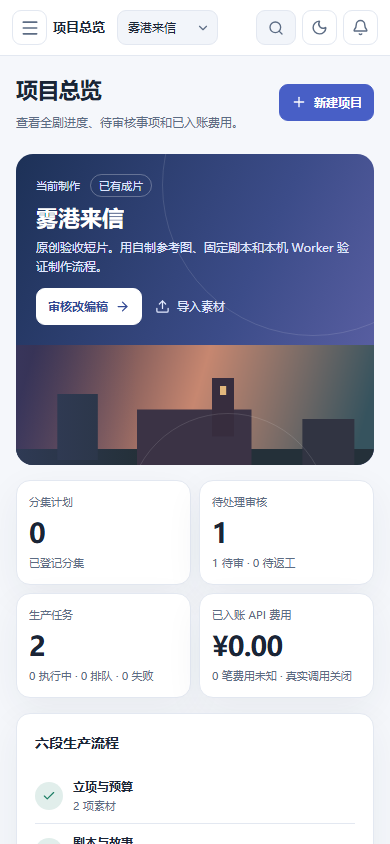 项目总览 雾港来信
项目总览
查看全剧进度、待审核事项和已入账费用。
新建项目
当前制作 已有成片
雾港来信
原创验收短片。用自制参考图、固定剧本和本机 Worker 验
证制作流程。
审核改编稿 导入素材
分集计划
0
已登记分集
待处理审核
1
1 待审 · 0 待返工
生产任务
2
0 执行中 · 0 排队 · 0 失败
已入账 API 费用
¥0.00
0 笔费用未知 · 真实调用关闭
六段生产流程
立项与预算
2 项素材
剧本与故事